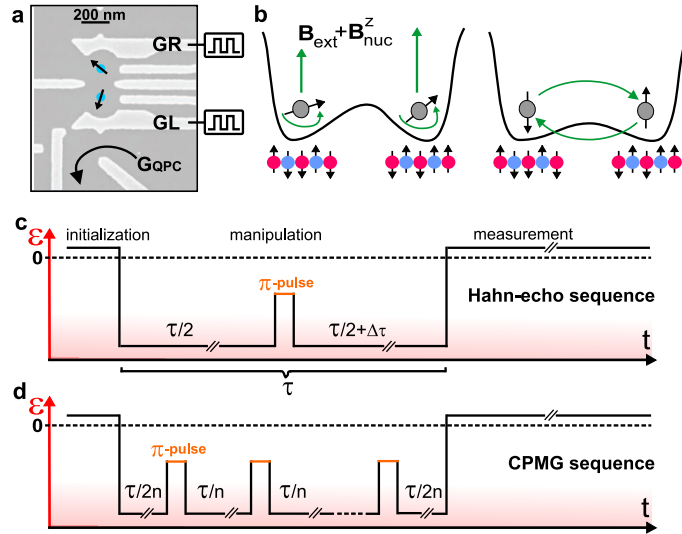 a
200 nm
GR
GL
GQPC
b
Bext+Bznuc
c
ε
0
initialization
manipulation
measurement
π-pulse
Hahn-echo sequence
τ/2
τ/2+Δτ
t
τ
d
ε
0
π-pulse
CPMG sequence
τ/2n
τ/n
τ/n
τ/2n
t